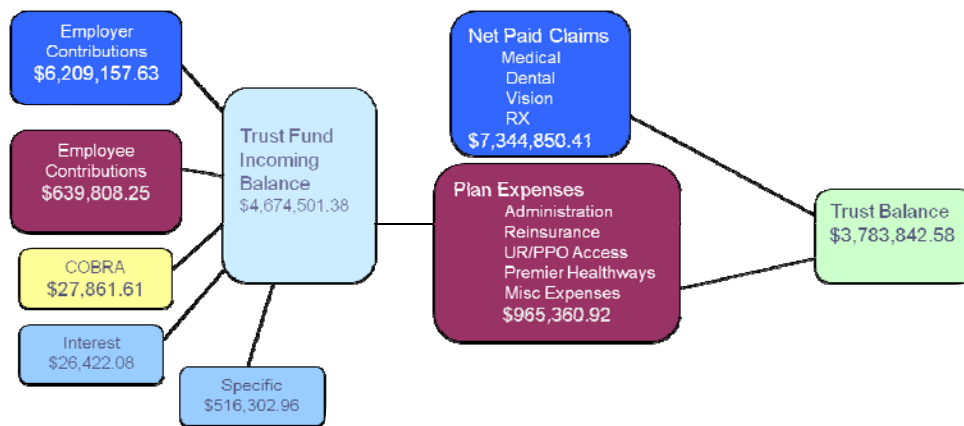 Employer
Contributions
$6,209,157.63
Employee
Contributions
$639,808.25
COBRA
$27,861.61
Interest
$26,422.08
Specific
$516,302.96
Trust Fund
Incoming
Balance
$4,674,501.38
Net Paid Claims
Medical
Dental
Vision
RX
$7,344,850.41
Plan Expenses
Administration
Reinsurance
UR/PPO Access
Premier Healthways
Misc Expenses
$965,360.92
Trust Balance
$3,783,842.58